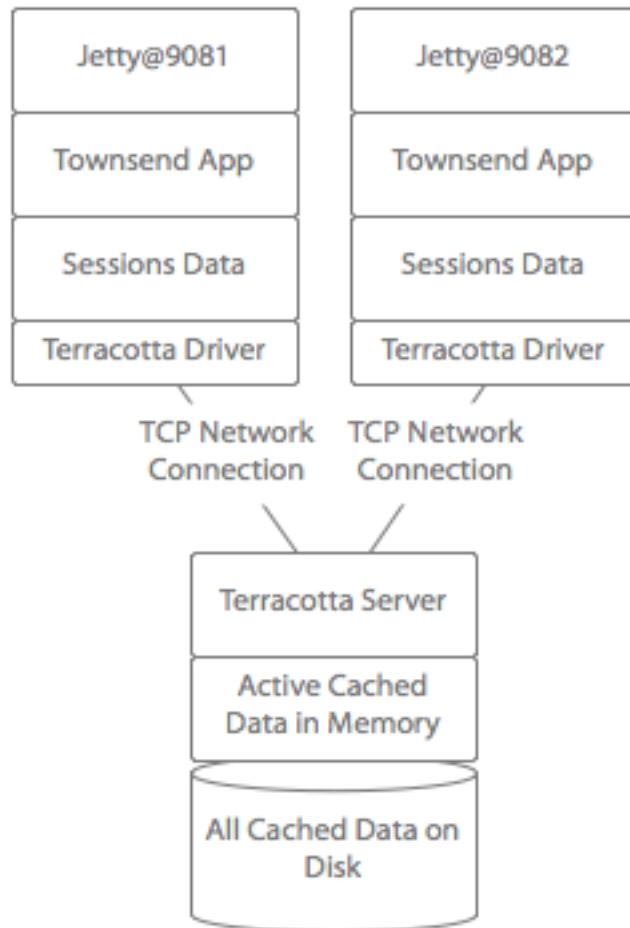 Jetty@9081
Townsend App
Sessions Data
Terracotta Driver
Jetty@9082
Townsend App
Sessions Data
Terracotta Driver
TCP Network
Connection
TCP Network
Connection
Terracotta Server
Active Cached
Data in Memory
All Cached Data on
Disk